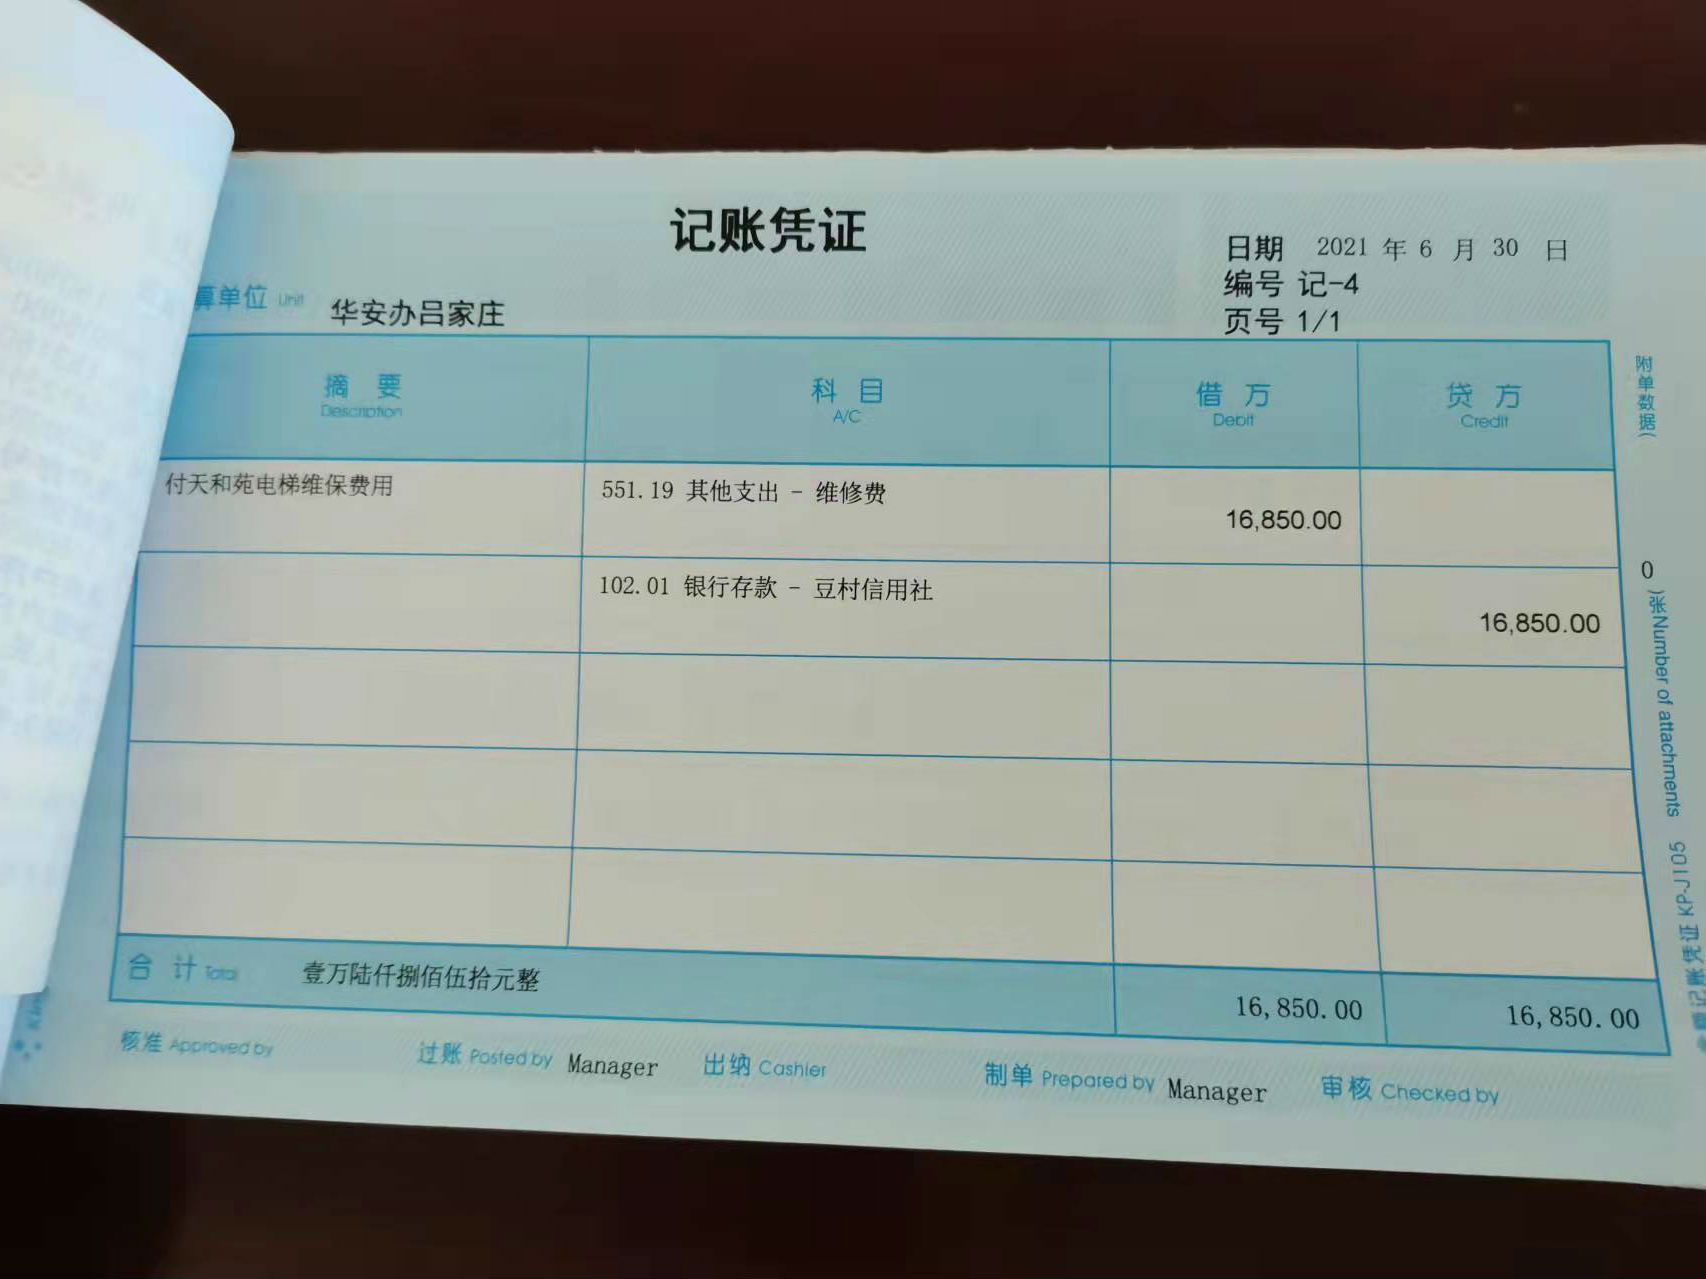 记账凭证
日期 2021 年 6 月 30 日
编号 记-4
页号 1/1
算单位 Unit 华安办吕家庄
摘 要 科 目 借 方 贷 方
Description A/C Debit Credit
付天和苑电梯维保费用 551.19 其他支出 - 维修费 16,850.00
102.01 银行存款 - 豆村信用社 16,850.00
合 计 Total 壹万陆仟捌佰伍拾元整 16,850.00 16,850.00
核准 Approved by 过账 Posted by Manager 出纳 Cashier 制单 Prepared by Manager 审核 Checked by
附单数据( 0 )张Number of attachments
记账凭证 KPJ105